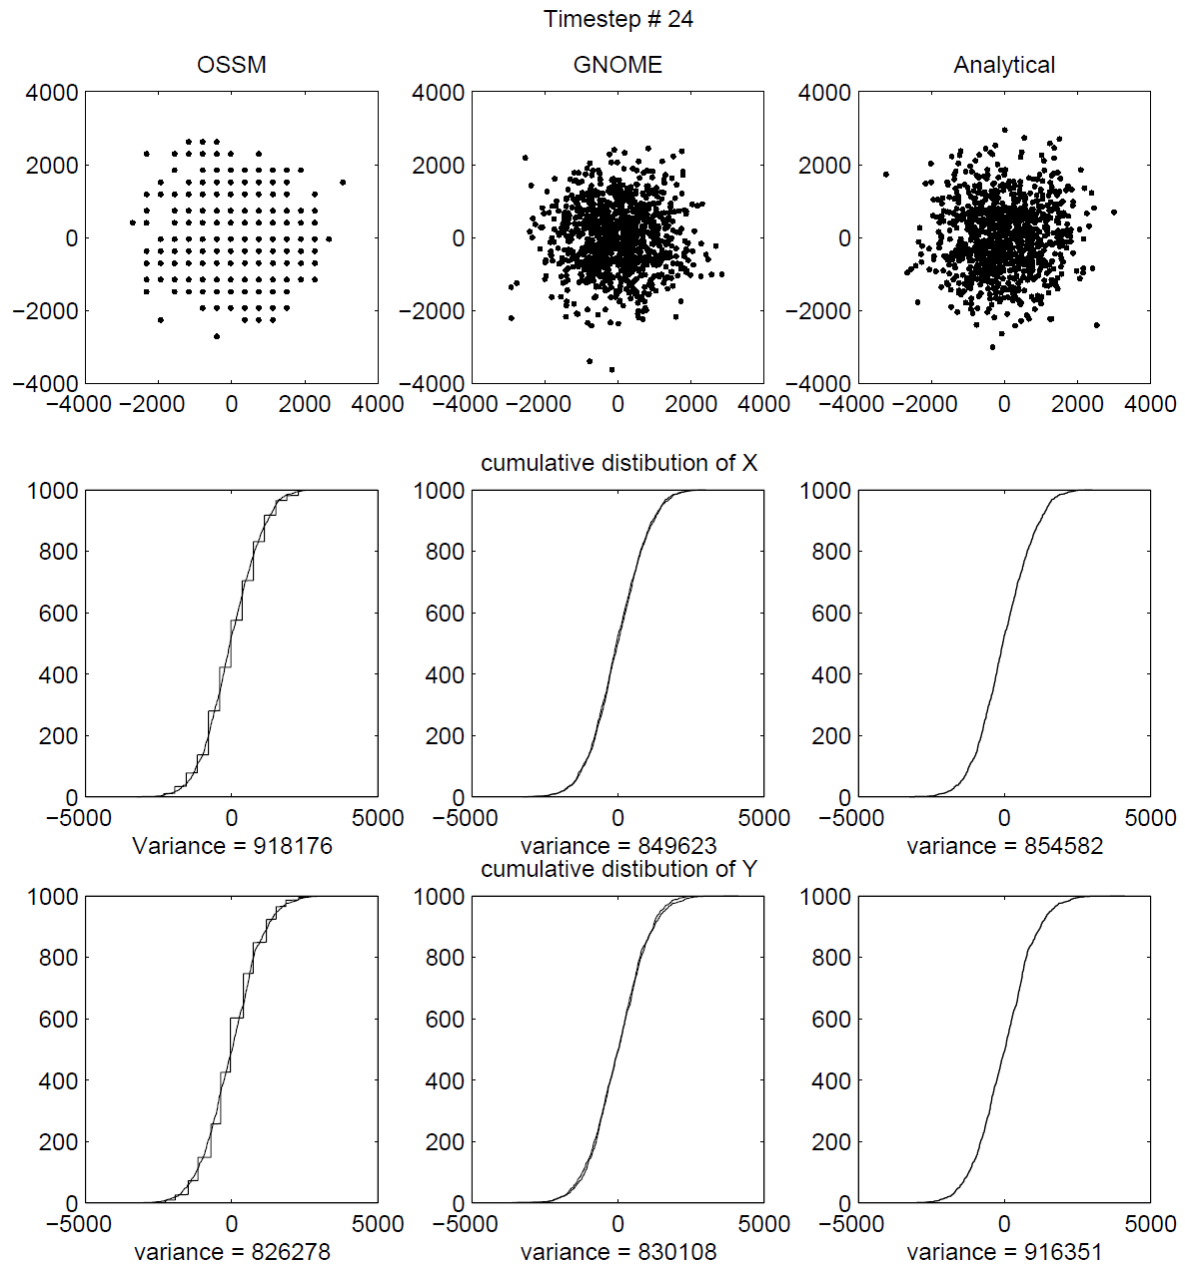 Timestep # 24
OSSM GNOME Analytical
4000 4000 4000
2000 2000 2000
0 0 0
−2000 −2000 −2000
−4000 −4000 −4000
−4000 −2000 0 2000 4000 −4000 −2000 0 2000 4000 −4000 −2000 0 2000 4000
cumulative distibution of X
1000 1000 1000
800 800 800
600 600 600
400 400 400
200 200 200
0 0 0
−5000 0 5000 −5000 0 5000 −5000 0 5000
Variance = 918176 variance = 849623 variance = 854582
cumulative distibution of Y
1000 1000 1000
800 800 800
600 600 600
400 400 400
200 200 200
0 0 0
−5000 0 5000 −5000 0 5000 −5000 0 5000
variance = 826278 variance = 830108 variance = 916351